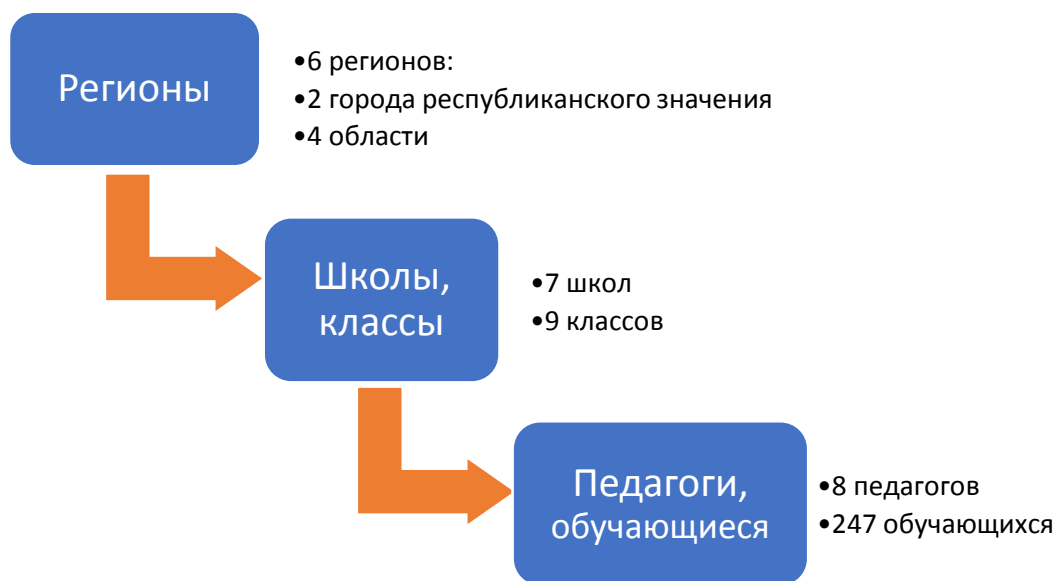 Регионы
•6 регионов:
•2 города республиканского значения
•4 области
Школы,
классы
•7 школ
•9 классов
Педагоги,
обучающиеся
•8 педагогов
•247 обучающихся